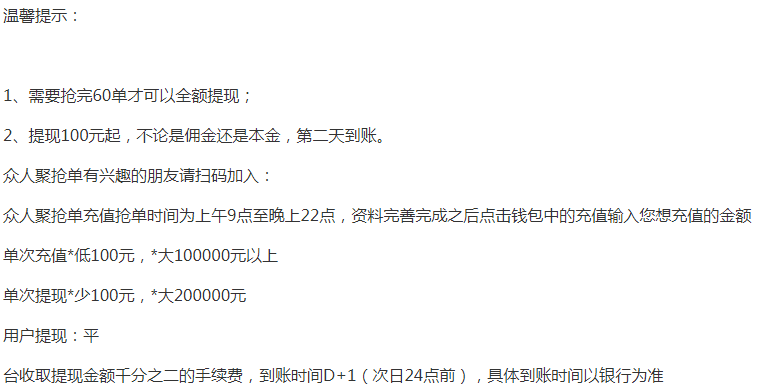 温馨提示：
1、需要抢完60单才可以全额提现；
2、提现100元起，不论是佣金还是本金，第二天到账。
众人聚抢单有兴趣的朋友请扫码加入：
众人聚抢单充值抢单时间为上午9点至晚上22点，资料完善完成之后点击钱包中的充值输入您想充值的金额
单次充值*低100元，*大100000元以上
单次提现*少100元，*大200000元
用户提现：平
台收取提现金额千分之二的手续费，到账时间D+1（次日24点前），具体到账时间以银行为准